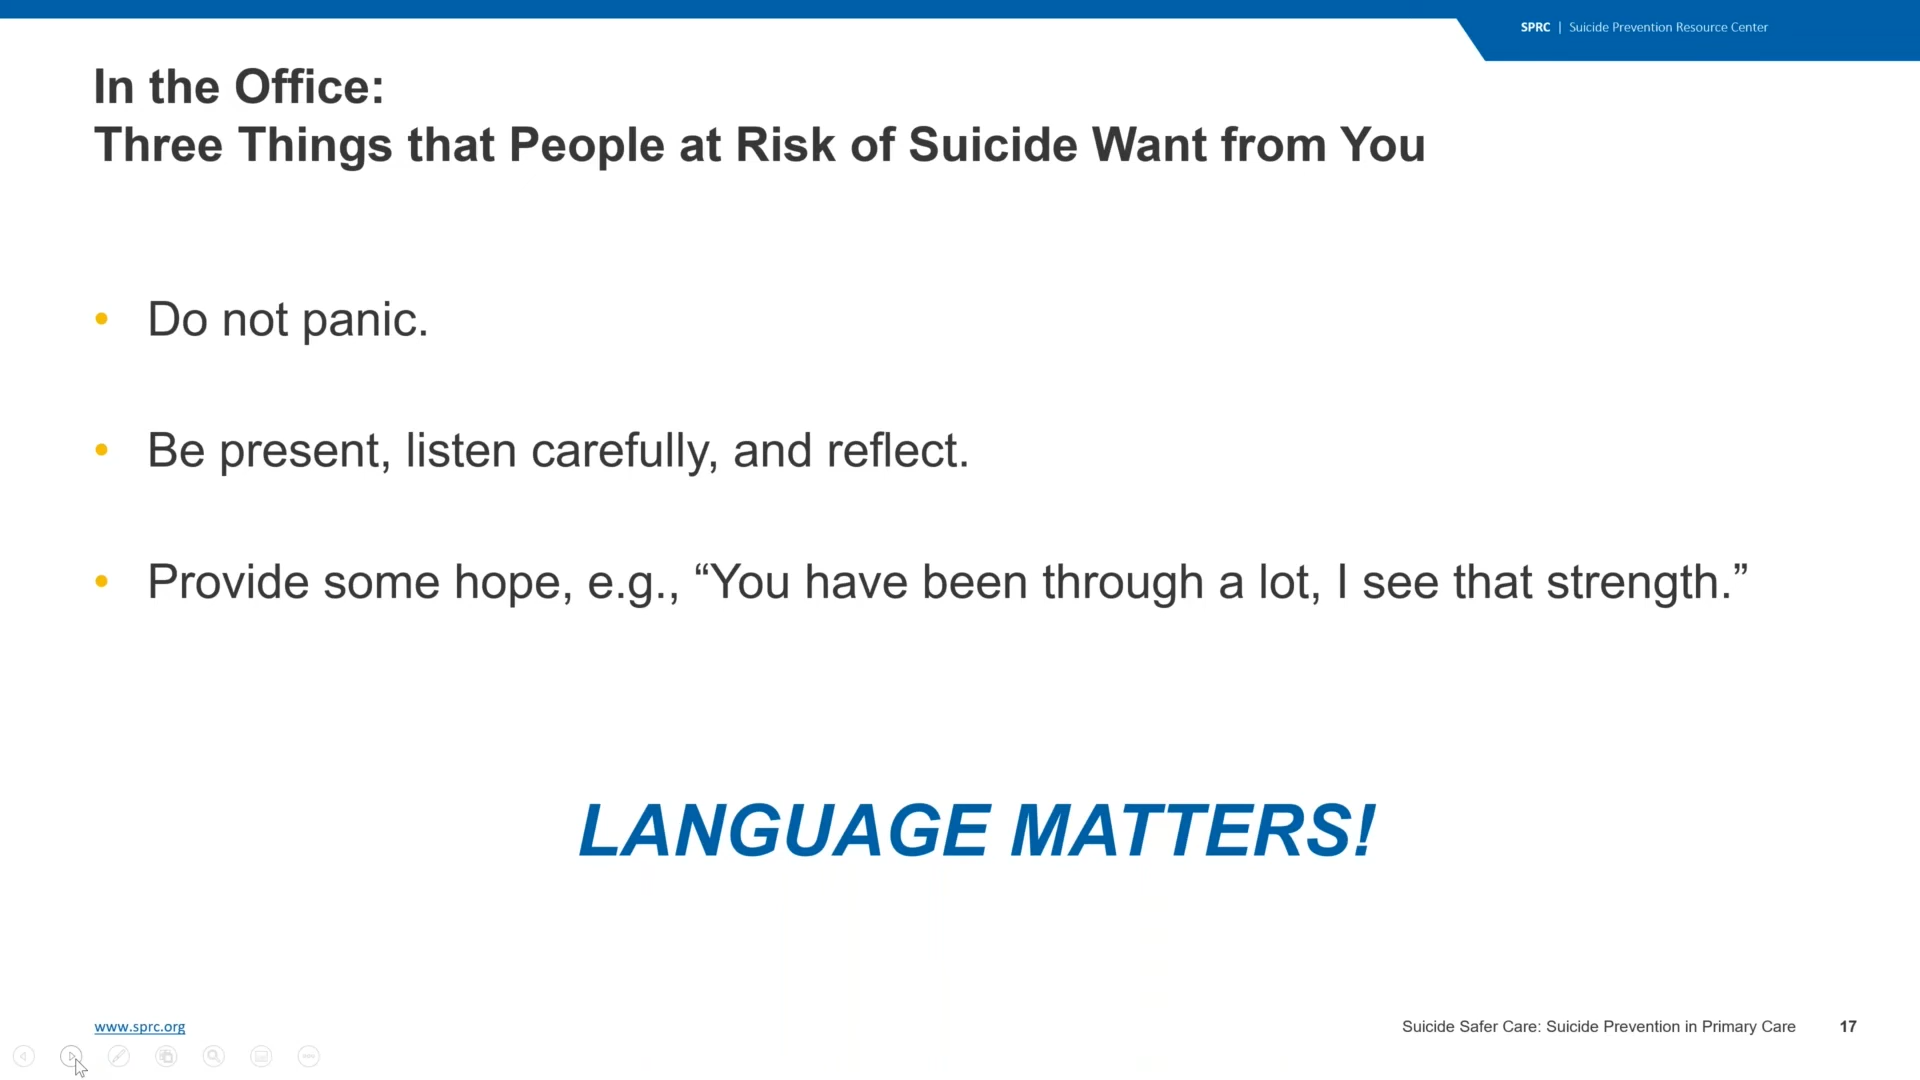 SPRC | Suicide Prevention Resource Center
In the Office:
Three Things that People at Risk of Suicide Want from You
• Do not panic.
• Be present, listen carefully, and reflect.
• Provide some hope, e.g., “You have been through a lot, I see that strength.”
LANGUAGE MATTERS!
www.sprc.org
Suicide Safer Care: Suicide Prevention in Primary Care 17